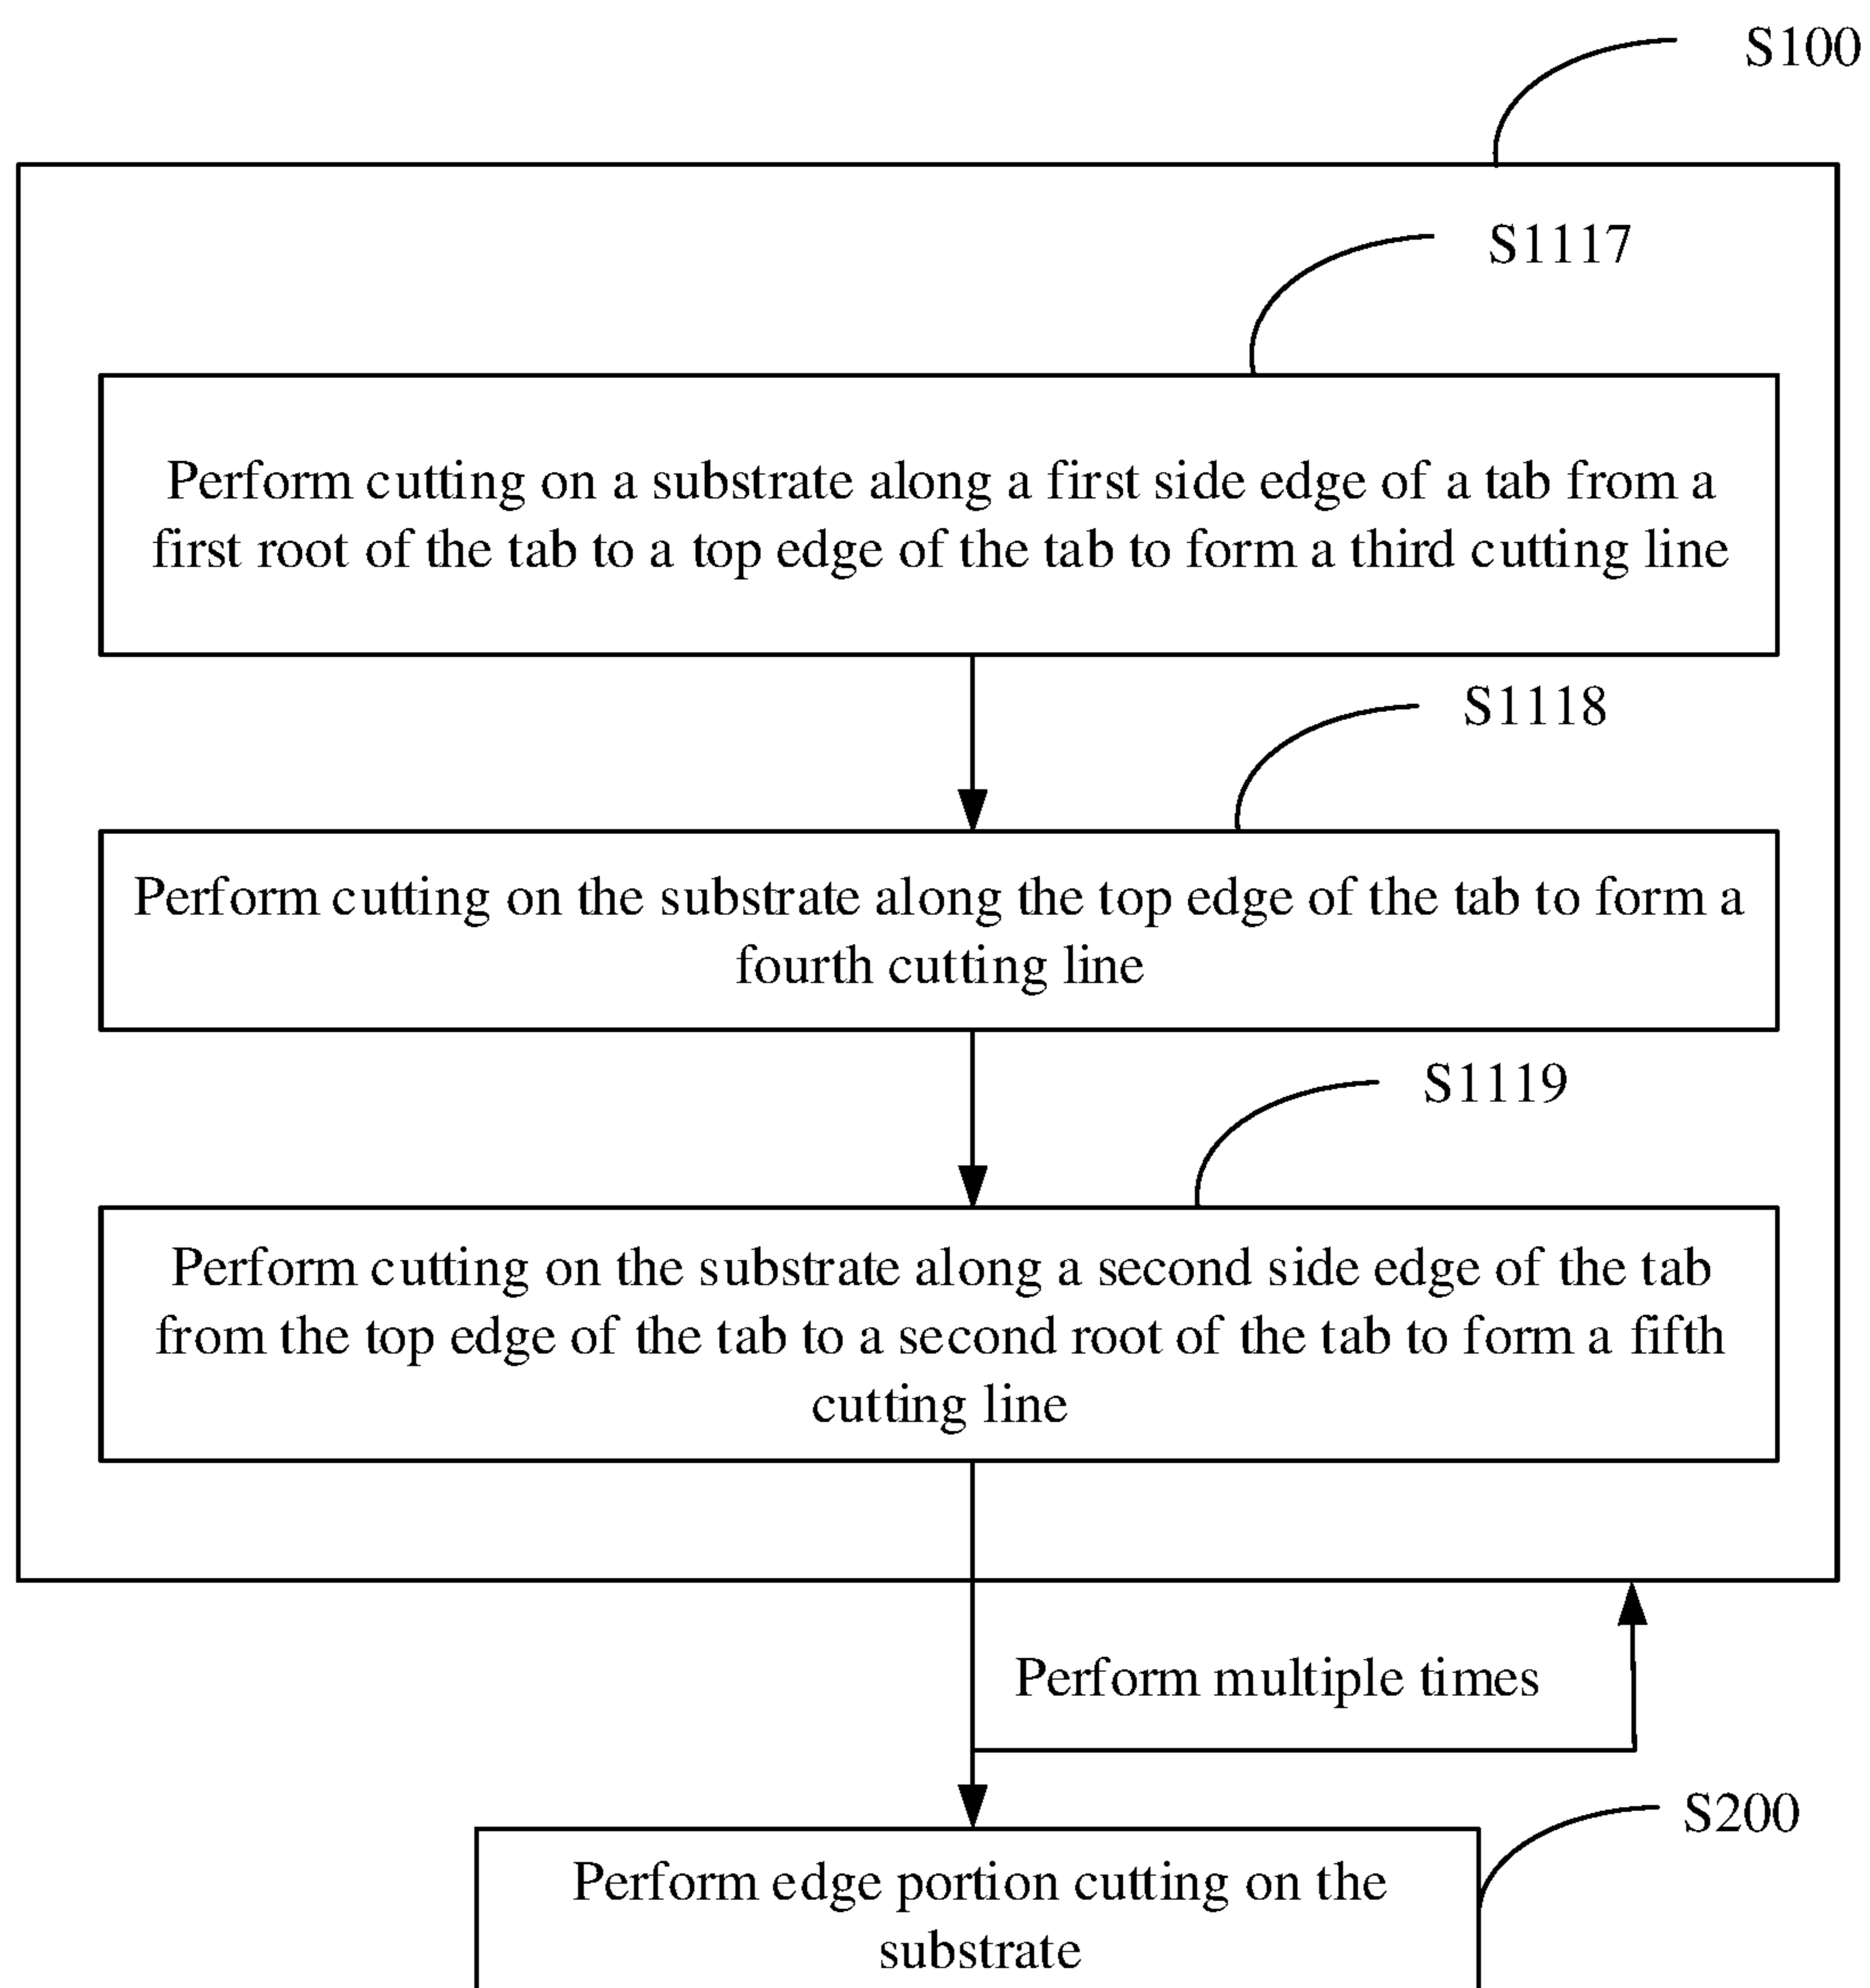 S100
S1117
Perform cutting on a substrate along a first side edge of a tab from a
first root of the tab to a top edge of the tab to form a third cutting line
S1118
Perform cutting on the substrate along the top edge of the tab to form a
fourth cutting line
S1119
Perform cutting on the substrate along a second side edge of the tab
from the top edge of the tab to a second root of the tab to form a fifth
cutting line
Perform multiple times
S200
Perform edge portion cutting on the
substrate